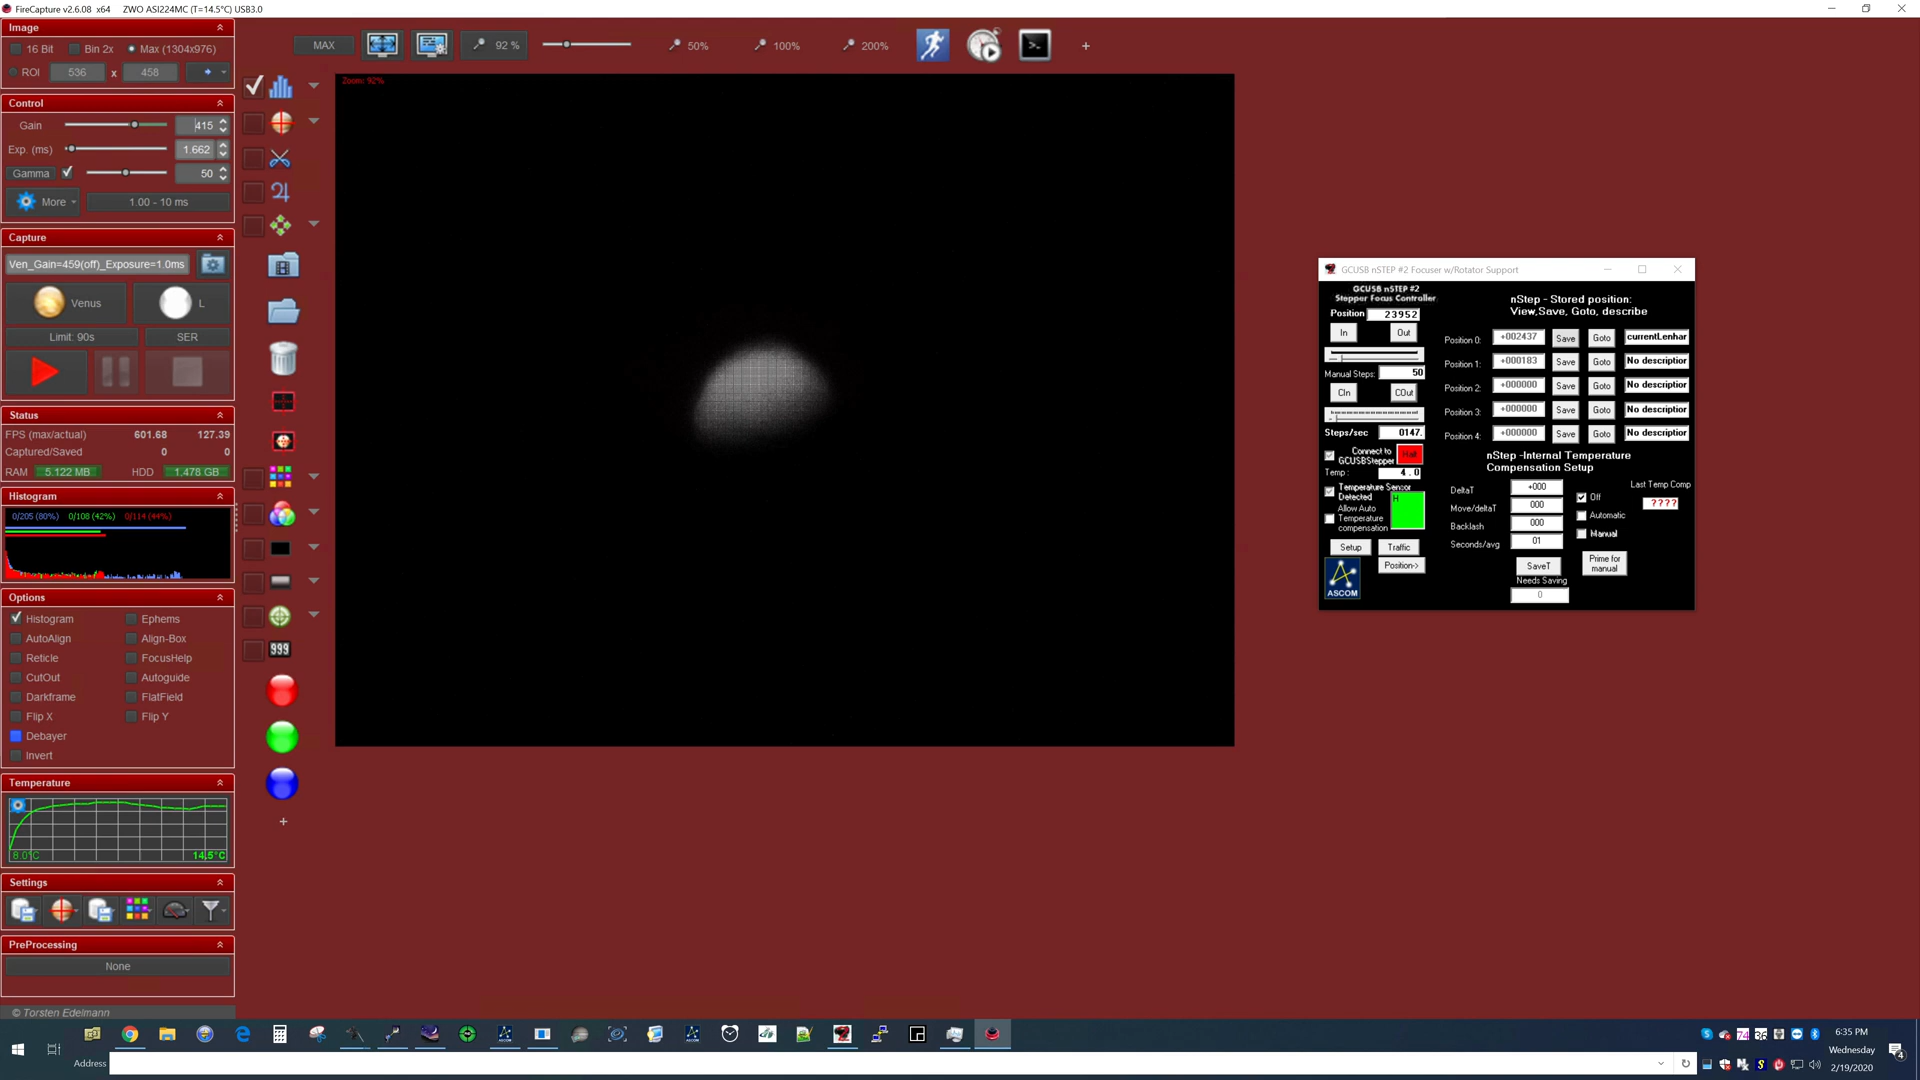 FireCapture v2.6.08 x64 ZWO ASI224MC (T=14.5°C) USB3.0
Image
16 Bit Bin 2x Max (1304x976)
ROI 536 x 458
Control
Gain 415
Exp. (ms) 1.662
Gamma 50
More 1.00 - 10 ms
Capture
Ven_Gain=459(off)_Exposure=1.0ms
Venus L
Limit: 90s SER
Status
FPS (max/actual) 601.68 127.39
Captured/Saved 0 0
RAM 5.122 MB HDD 1.478 GB
Histogram
0/205 (80%) 0/108 (42%) 0/114 (44%)
Options
Histogram Ephems
AutoAlign Align-Box
Reticle FocusHelp
CutOut Autoguide
Darkframe FlatField
Flip X Flip Y
Debayer
Invert
Temperature
8.0°C 14,5°C
Settings
PreProcessing
None
© Torsten Edelmann
MAX 92 % 50% 100% 200% +
Zoom: 92%
999
+
GCUSB nSTEP #2 Focuser w/Rotator Support
GCUSB nSTEP #2
Stepper Focus Controller
Position 23952
In Out
Manual Steps: 50
CIn COut
Steps/sec 0147.
Connect to
GCUSBStepper
Halt
Temp : 4.0
Temperature Sensor
Detected
H
Allow Auto
Temperature
compensation
Setup Traffic
Position->
ASCOM
nStep - Stored position:
View,Save, Goto, describe
Position 0: +002437 Save Goto currentLenhar
Position 1: +000183 Save Goto No descriptior
Position 2: +000000 Save Goto No descriptior
Position 3: +000000 Save Goto No descriptior
Position 4: +000000 Save Goto No descriptior
nStep -Internal Temperature
Compensation Setup
DeltaT +000
Move/deltaT 000
Backlash 000
Seconds/avg 01
Off
Automatic
Manual
Last Temp Comp
????
SaveT
Prime for
manual
Needs Saving
0
74 36
6:35 PM
Wednesday
2/19/2020
4
Address